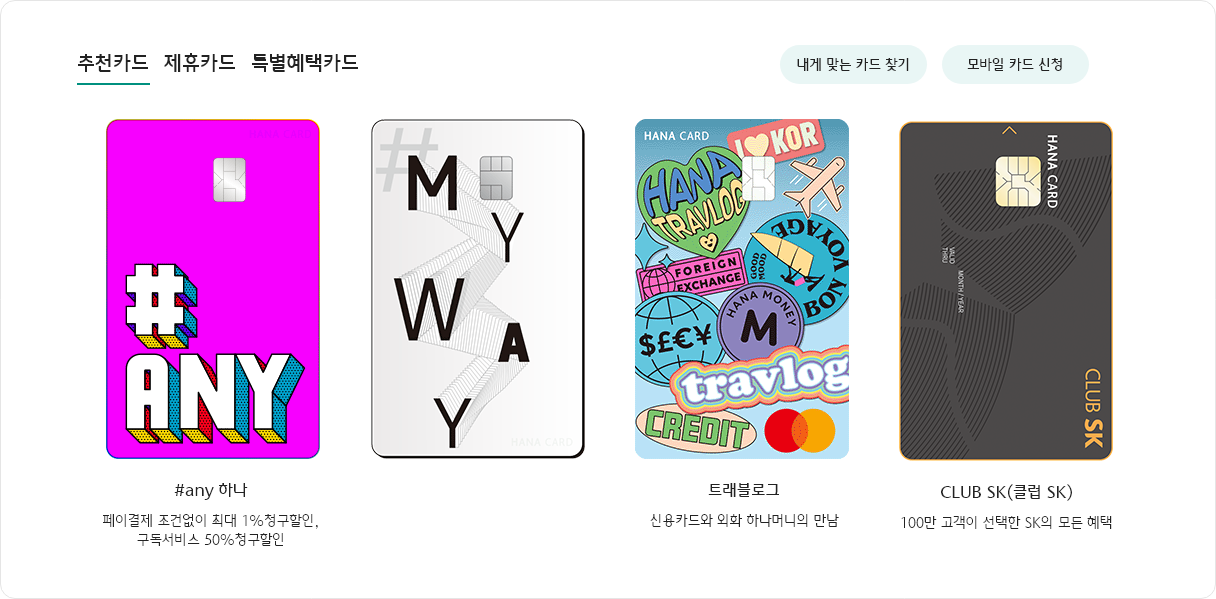 추천카드 제휴카드 특별혜택카드
내게 맞는 카드 찾기 모바일 카드 신청
HANA CARD
#
ANY
#any 하나
페이결제 조건없이 최대 1%청구할인,
구독서비스 50%청구할인
#
M
Y
W
A
Y
HANA CARD
HANA CARD
I KOR
HANA
TRAVLOG
BON VOYAGE
GOOD
MOOD
FOREIGN
EXCHANGE
HANA MONEY
M
$£€¥
travlog
CREDIT
트래블로그
신용카드와 외화 하나머니의 만남
HANA CARD
VALID
THRU
MONTH / YEAR
CLUB SK
CLUB SK(클럽 SK)
100만 고객이 선택한 SK의 모든 혜택